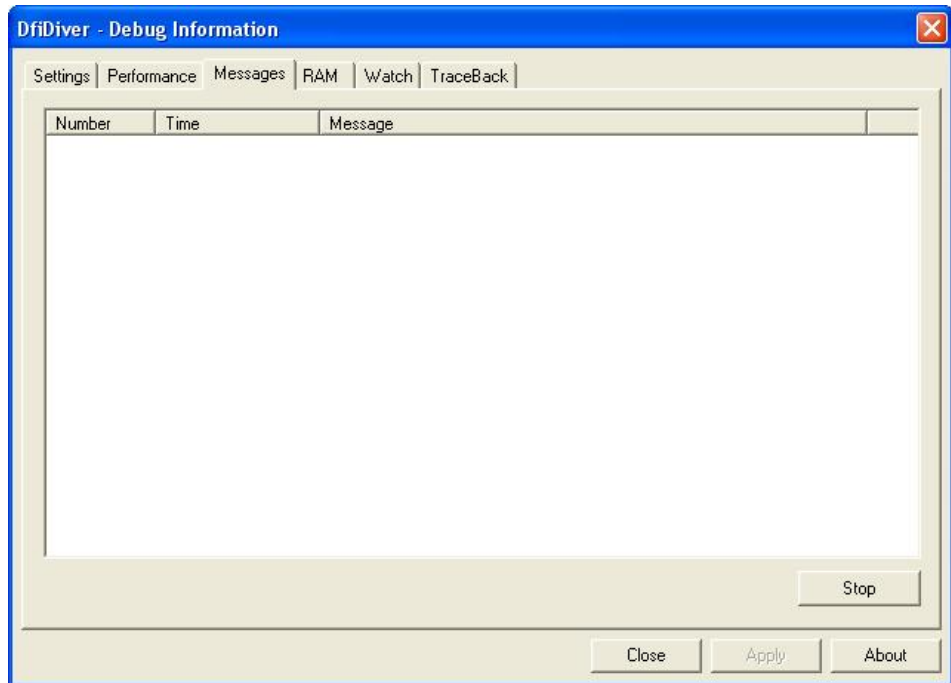 DfiDiver - Debug Information
Settings Performance Messages RAM Watch TraceBack
Number Time Message
Stop
Close Apply About